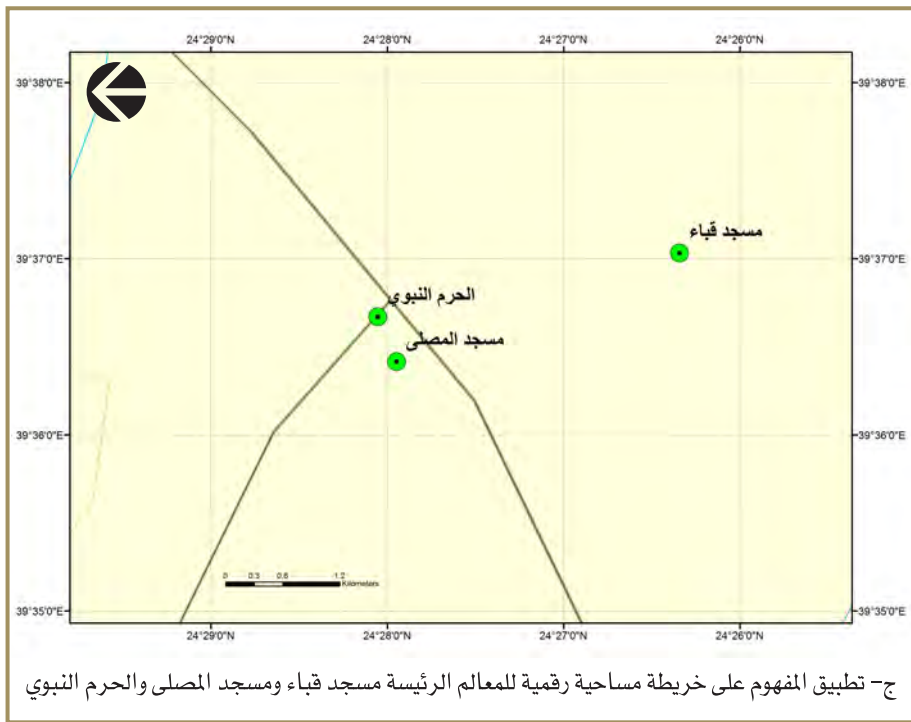 24°29'0"N 24°28'0"N 24°27'0"N 24°26'0"N
39°38'0"E 39°38'0"E
مسجد قباء
39°37'0"E 39°37'0"E
الحرم النبوي
مسجد المصلى
39°36'0"E 39°36'0"E
0 0.3 0.6 1.2
Kilometers
39°35'0"E 39°35'0"E
24°29'0"N 24°28'0"N 24°27'0"N 24°26'0"N
ج- تطبيق المفهوم على خريطة مساحية رقمية للمعالم الرئيسة مسجد قباء ومسجد المصلى والحرم النبوي